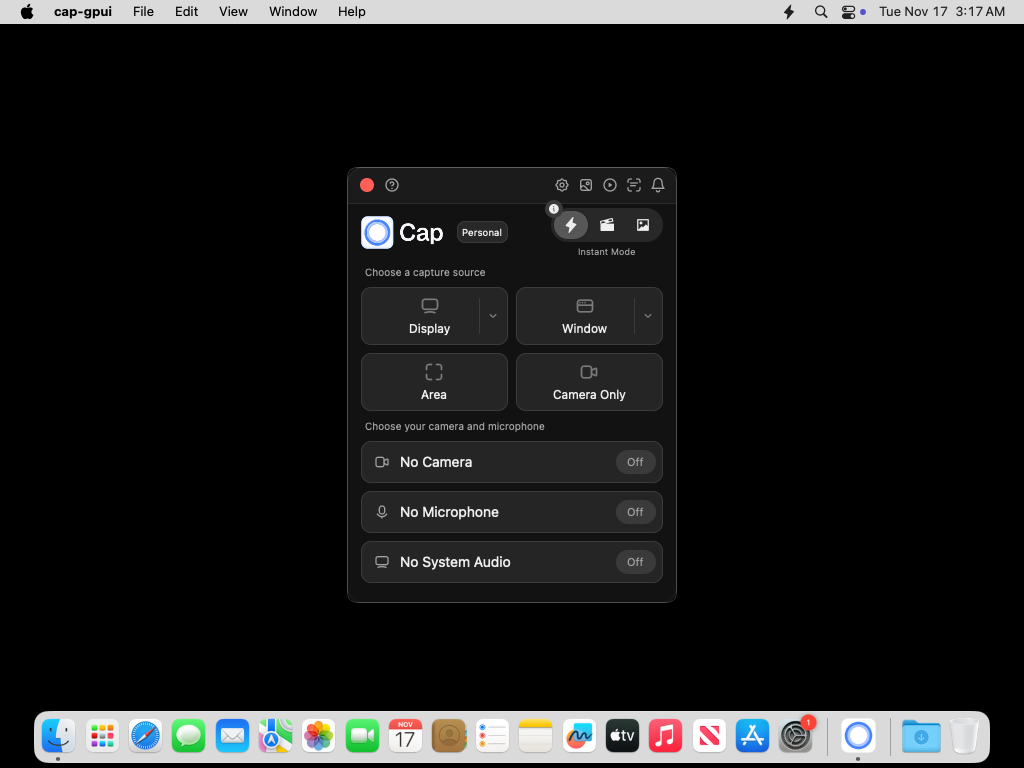 cap-gpui File Edit View Window Help Tue Nov 17 3:17 AM
Cap Personal
Instant Mode
Choose a capture source
Display Window
Area Camera Only
Choose your camera and microphone
No Camera Off
No Microphone Off
No System Audio Off
NOV
17
tv
1